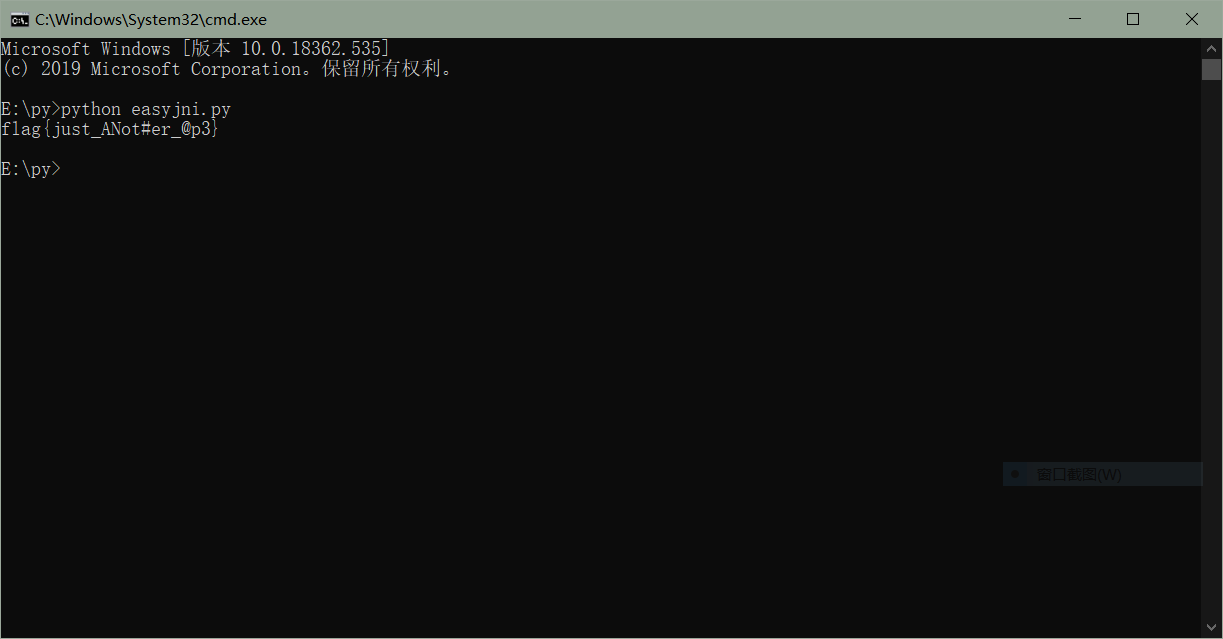 C:\Windows\System32\cmd.exe
Microsoft Windows [版本 10.0.18362.535]
(c) 2019 Microsoft Corporation。保留所有权利。
E:\py>python easyjni.py
flag{just_ANot#er_@p3}
E:\py>
窗口截图(W)